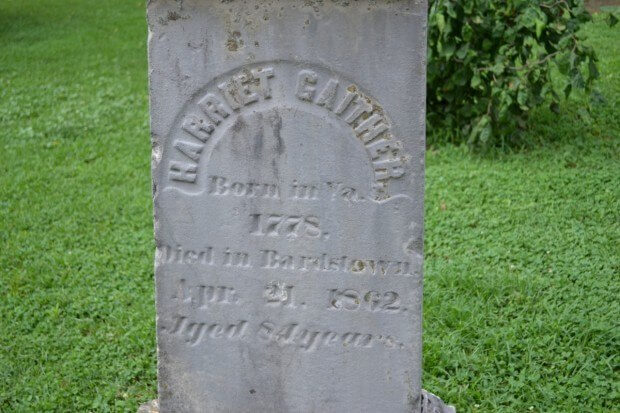 HARRIET GAITHER
Born in Va.
1778.
Died in Bardstown.
Apr. 21. 1862.
Aged 84 years.